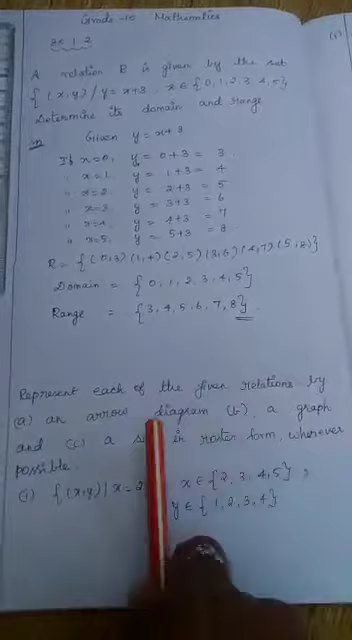 Grade-10 Mathematics
Ex 1.2
A relation R is given by the set
{(x,y) / y = x+3, x ∈ {0,1,2,3,4,5}
Determine its domain and range
Given y = x+3
If x=0, y = 0+3 = 3
" x=1, y = 1+3 = 4
" x=2, y = 2+3 = 5
" x=3, y = 3+3 = 6
" x=4, y = 4+3 = 7
" x=5, y = 5+3 = 8
R = {(0,3)(1,4)(2,5)(3,6)(4,7)(5,8)}
Domain = {0,1,2,3,4,5}
Range = {3,4,5,6,7,8}
Represent each of the given relations by
(a) an arrow diagram (b) a graph
and (c) a in roster form, wherever
possible.
(i) {(x,y) | x = 2 x ∈ {2,3,4,5},
y ∈ {1,2,3,4}